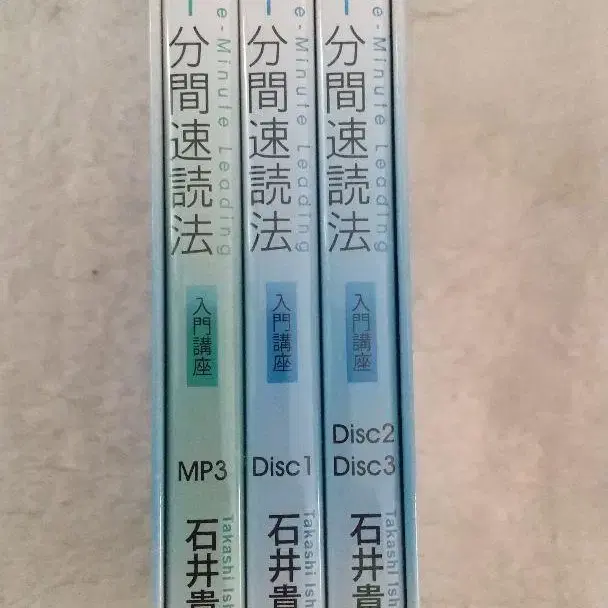 分間速読法
e-Minute Leading
入門講座
MP3
石井貴
Takashi Ish
分間速読法
e-Minute Leading
入門講座
Disc1
石井貴
Takashi Ish
分間速読法
e-Minute Leading
入門講座
Disc2
Disc3
石井貴
Takashi Ish